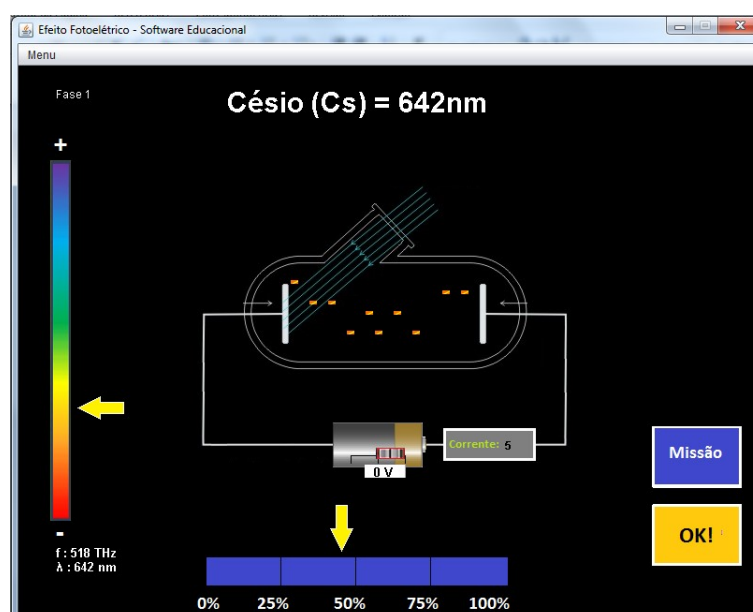 Efeito Fotoelétrico - Software Educacional
Menu
Fase 1
Césio (Cs) = 642nm
+
Corrente: 5
0 V
Missão
OK!
-
f : 518 THz
λ : 642 nm
0% 25% 50% 75% 100%